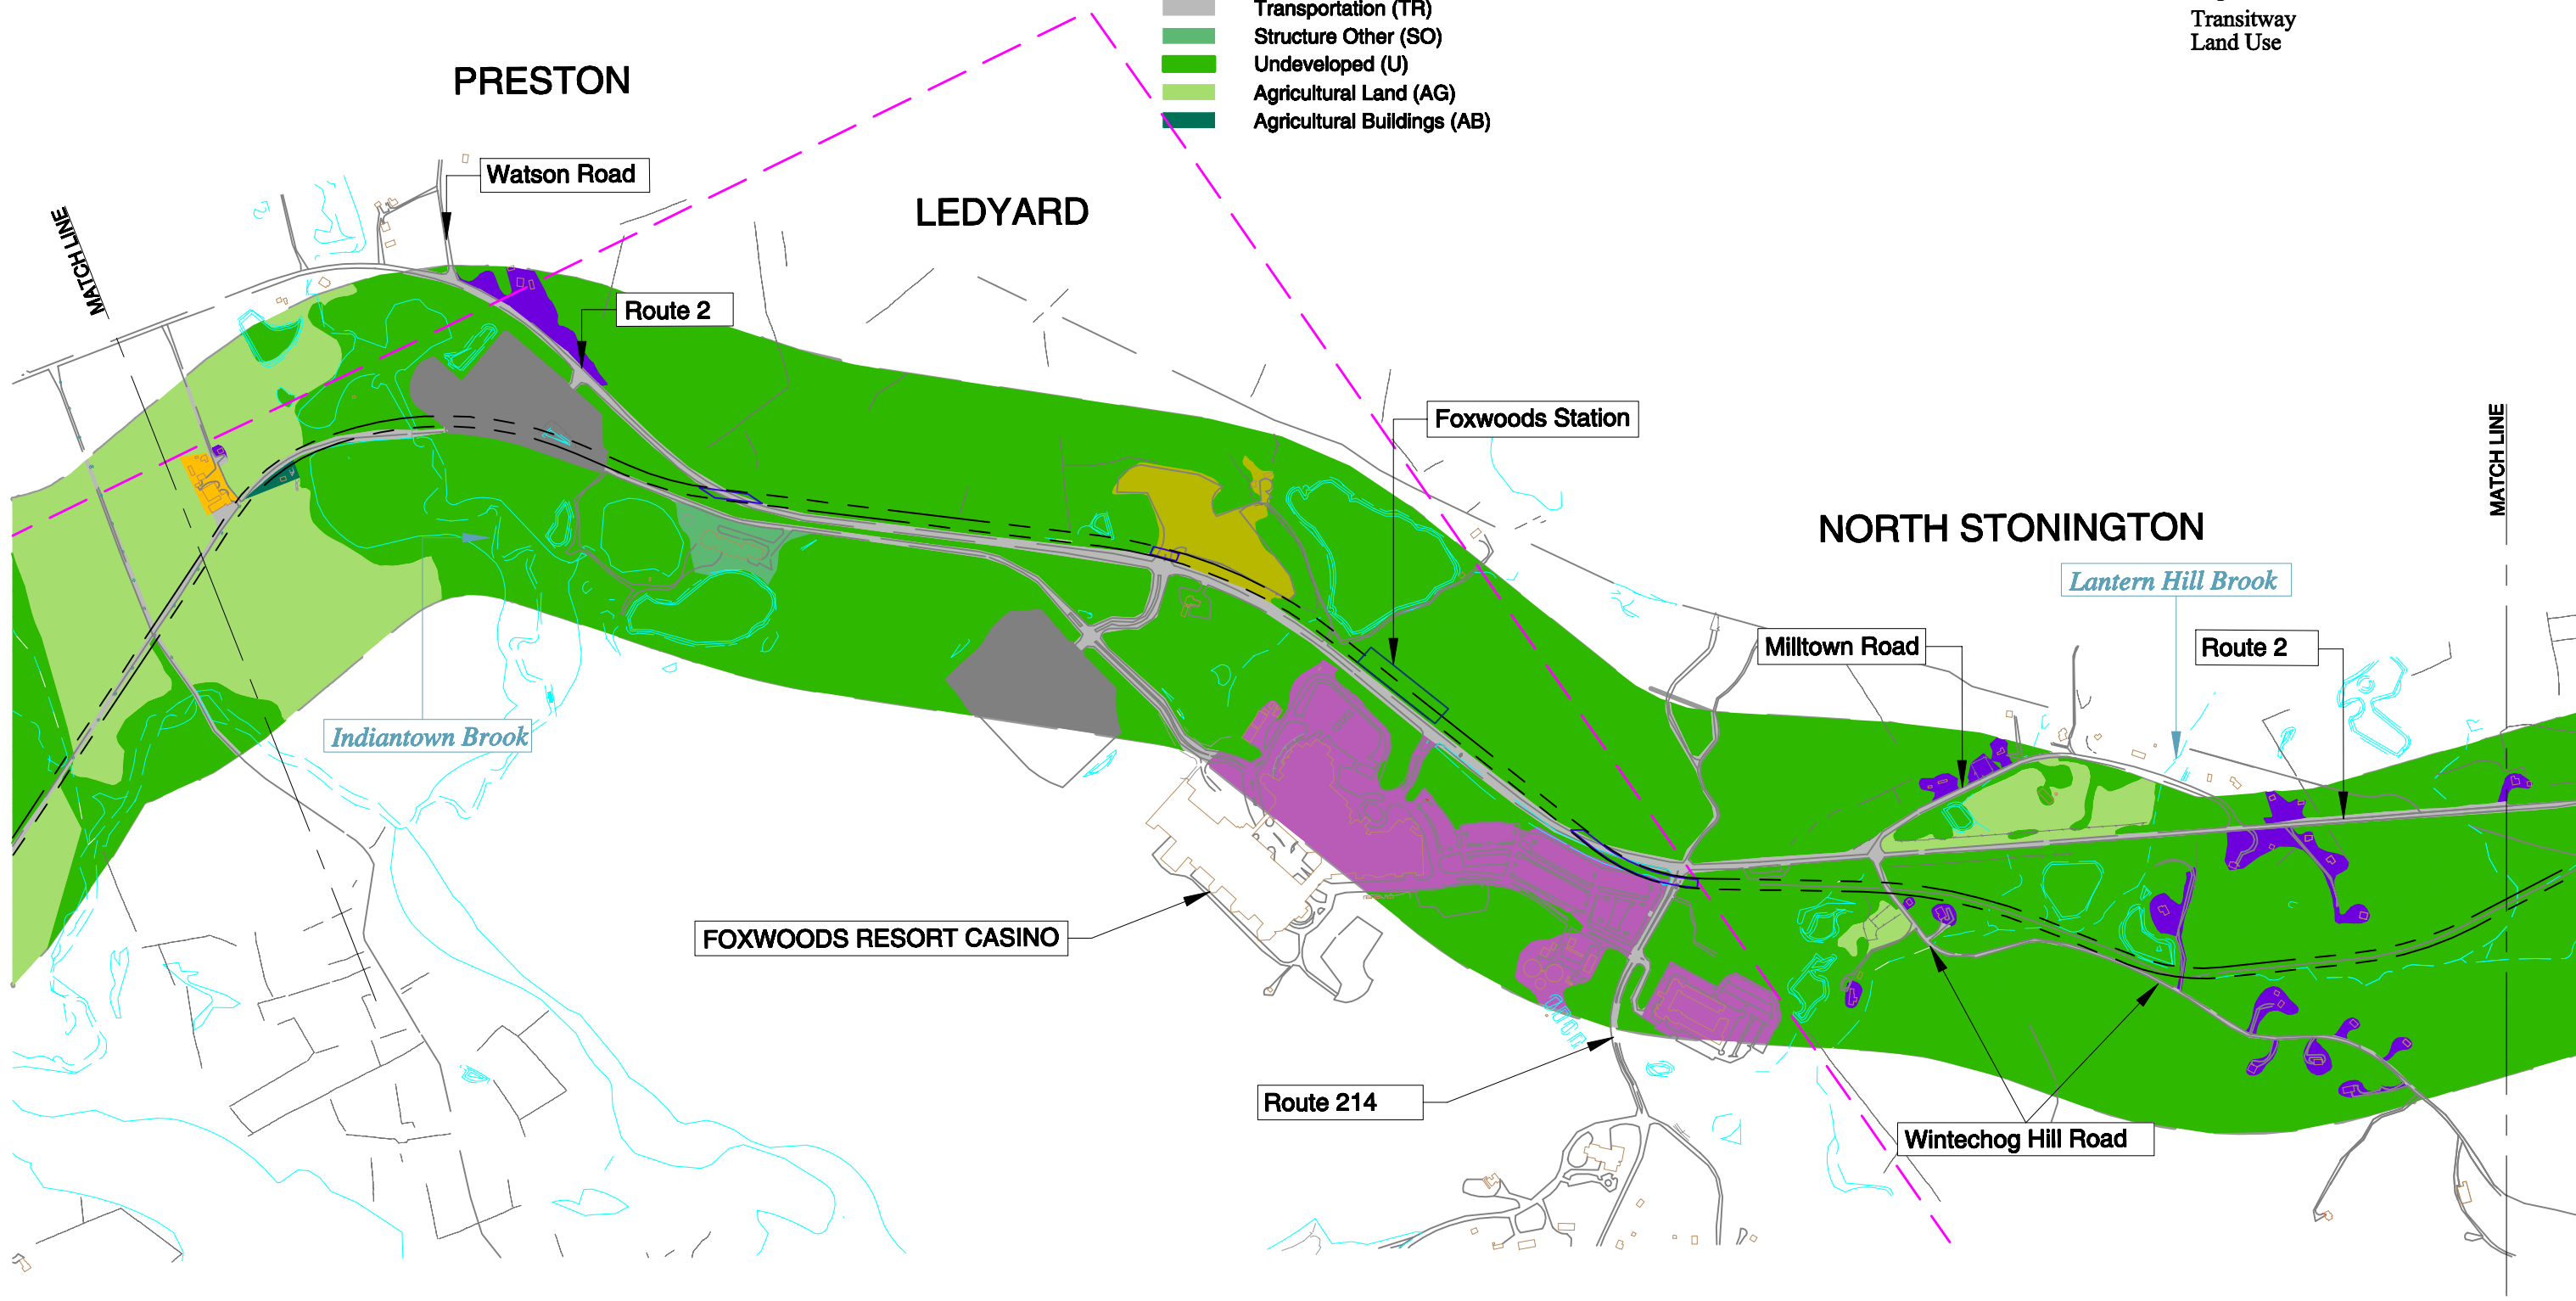 Transportation (TR)
Structure Other (SO)
Undeveloped (U)
Agricultural Land (AG)
Agricultural Buildings (AB)
Transitway
Land Use
PRESTON
Watson Road
LEDYARD
MATCH LINE
Route 2
Foxwoods Station
MATCH LINE
NORTH STONINGTON
Lantern Hill Brook
Milltown Road
Route 2
Indiantown Brook
FOXWOODS RESORT CASINO
Route 214
Wintechog Hill Road